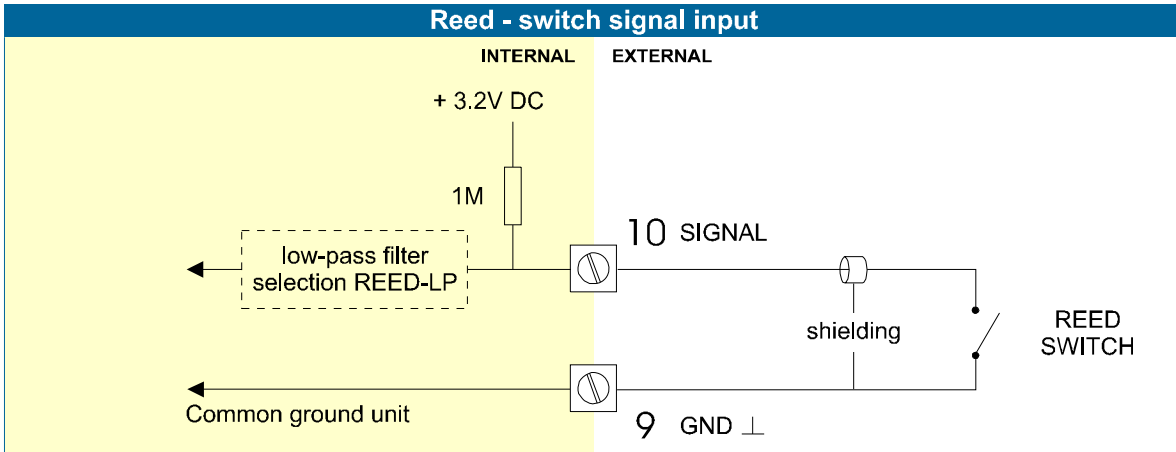 Reed - switch signal input
INTERNAL
EXTERNAL
+ 3.2V DC
1M
10 SIGNAL
low-pass filter
selection REED-LP
shielding
REED
SWITCH
Common ground unit
9 GND ⊥